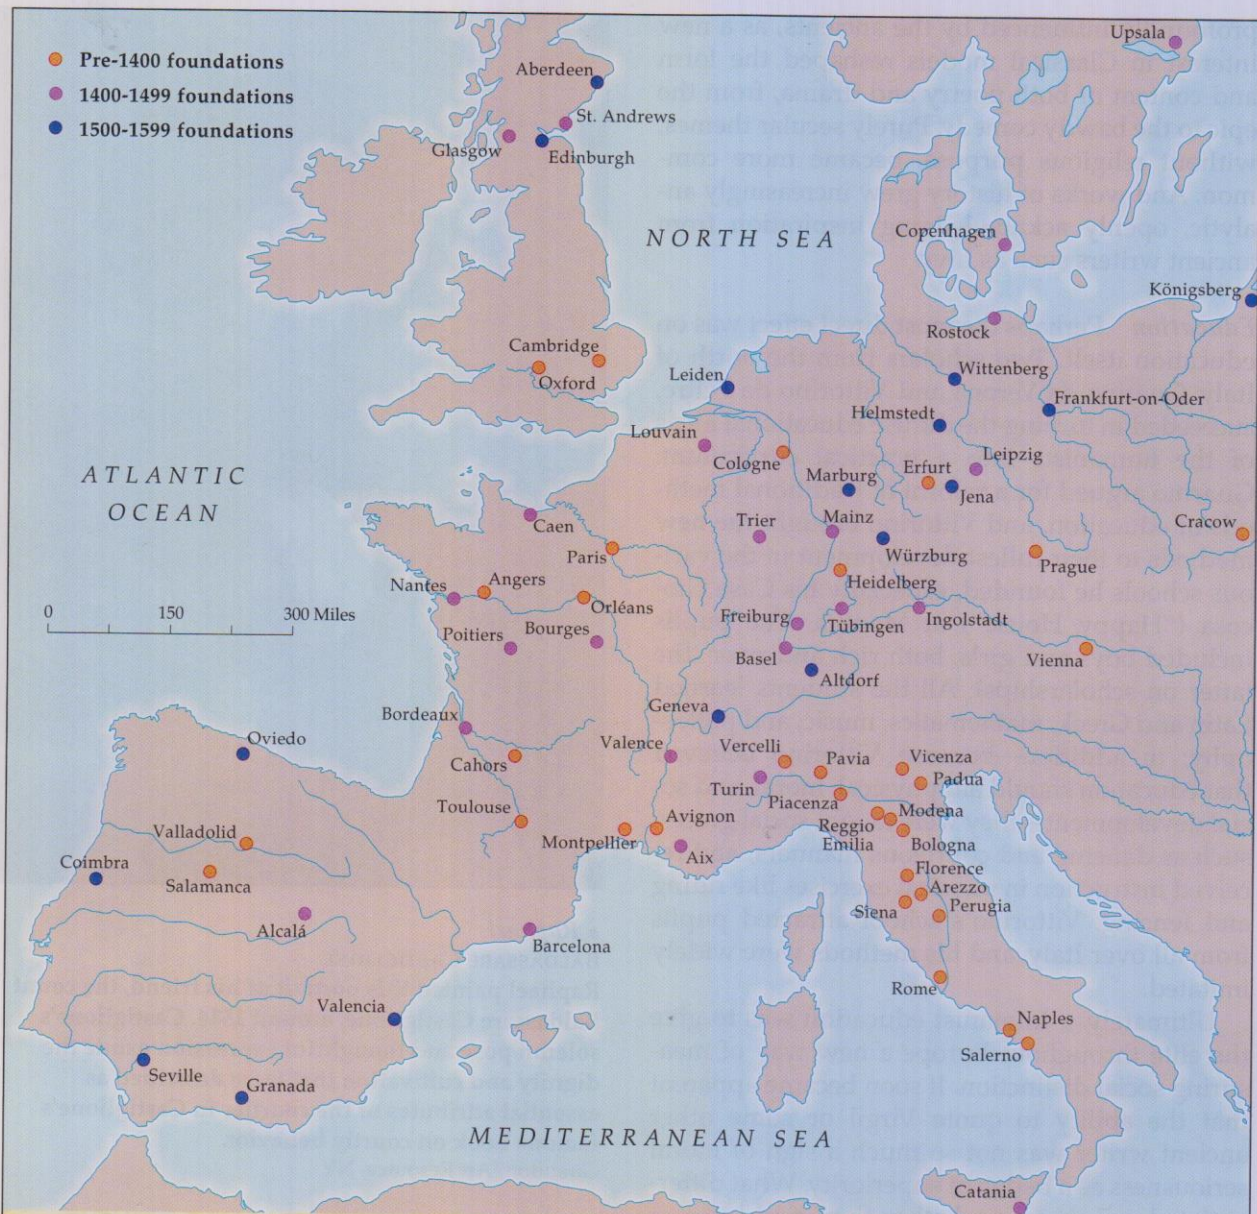 Pre-1400 foundations
1400-1499 foundations
1500-1599 foundations
Upsala
Aberdeen
St. Andrews
Glasgow
Edinburgh
NORTH SEA
Copenhagen
Königsberg
Rostock
Cambridge
Oxford
Leiden
Wittenberg
Frankfurt-on-Oder
Helmstedt
Louvain
Cologne
Leipzig
Erfurt
Marburg
Jena
ATLANTIC
OCEAN
Caen
Trier
Mainz
Cracow
Paris
Würzburg
Prague
Heidelberg
Nantes
Angers
Orléans
0 150 300 Miles
Poitiers
Bourges
Freiburg
Tübingen
Ingolstadt
Basel
Vienna
Altdorf
Geneva
Bordeaux
Oviedo
Cahors
Valence
Vercelli
Pavia
Vicenza
Turin
Padua
Piacenza
Toulouse
Modena
Valladolid
Montpellier
Avignon
Reggio
Emilia
Bologna
Coimbra
Aix
Salamanca
Florence
Arezzo
Siena
Perugia
Alcalá
Barcelona
Rome
Valencia
Naples
Salerno
Seville
Granada
MEDITERRANEAN SEA
Catania